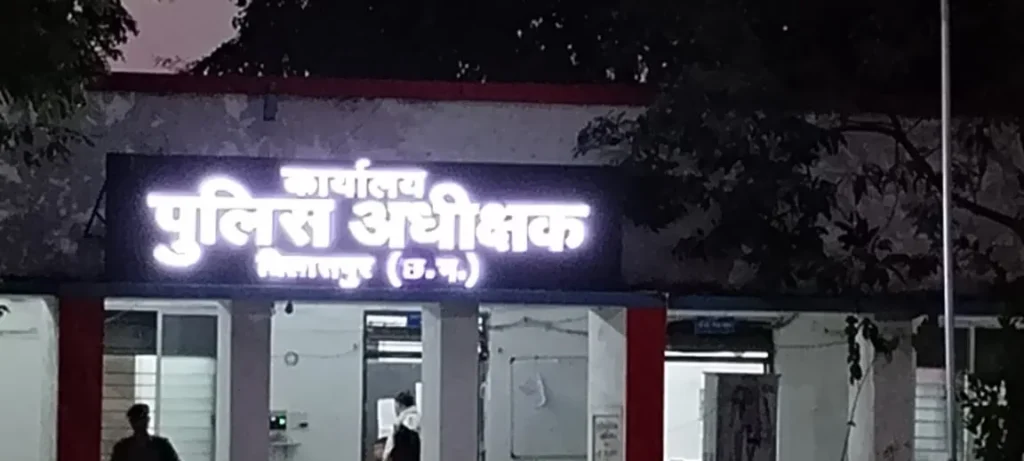 कार्यालय
पुलिस अधीक्षक
बिलासपुर (छ.ग.)